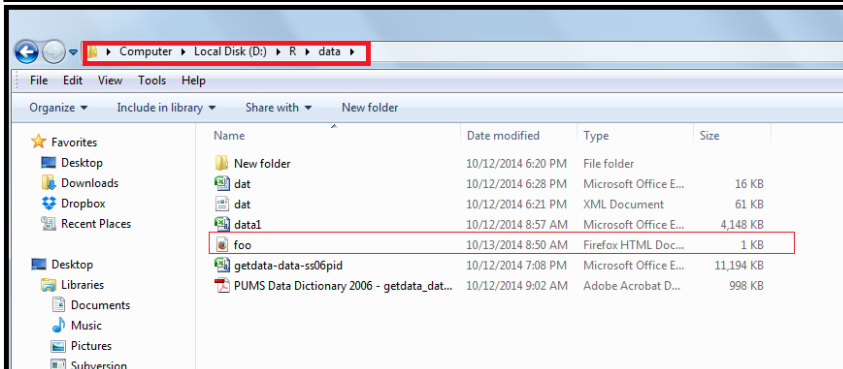 Computer Local Disk (D:) R data
File Edit View Tools Help
Organize Include in library Share with New folder
Name Date modified Type Size
Favorites
Desktop
Downloads
Dropbox
Recent Places
Desktop
Libraries
Documents
Music
Pictures
Subversion
New folder 10/12/2014 6:20 PM File folder
dat 10/12/2014 6:28 PM Microsoft Office E... 16 KB
dat 10/12/2014 6:21 PM XML Document 61 KB
data1 10/12/2014 8:57 AM Microsoft Office E... 4,148 KB
foo 10/13/2014 8:50 AM Firefox HTML Doc... 1 KB
getdata-data-ss06pid 10/12/2014 7:08 PM Microsoft Office E... 11,194 KB
PUMS Data Dictionary 2006 - getdata_dat... 10/12/2014 9:02 AM Adobe Acrobat D... 998 KB